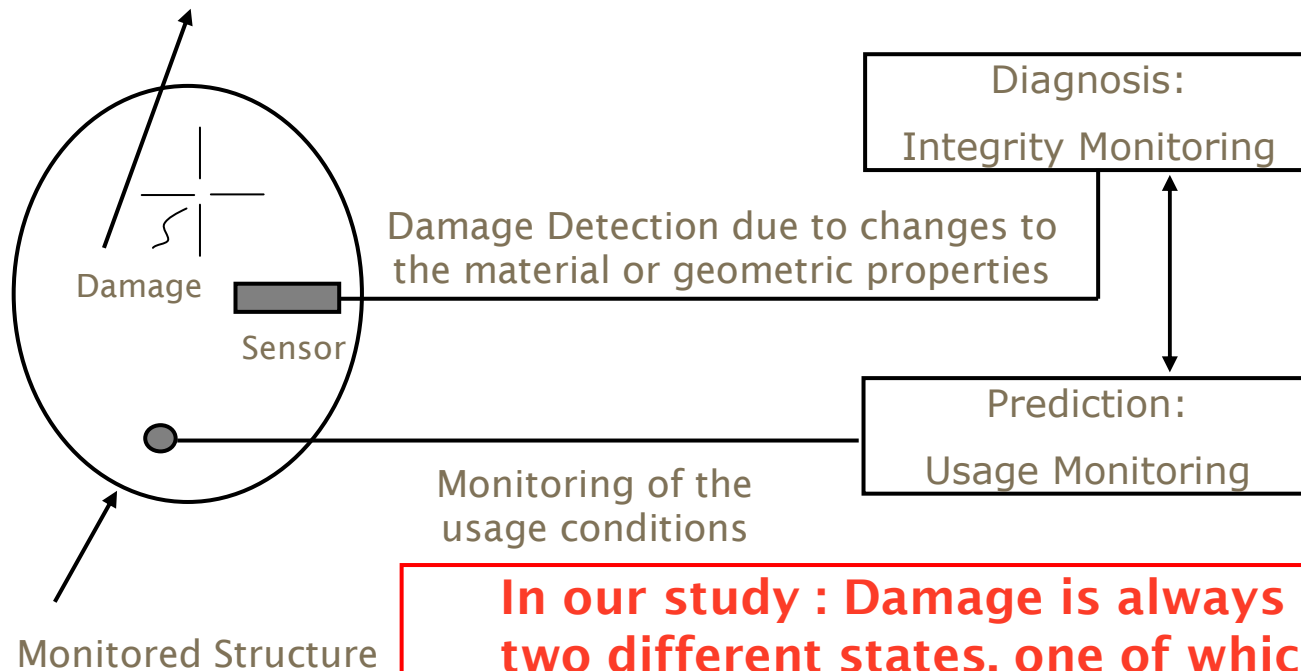 Diagnosis:
Integrity Monitoring
Damage Detection due to changes to
the material or geometric properties
Damage
Sensor
Prediction:
Usage Monitoring
Monitoring of the
usage conditions
In our study : Damage is always
Monitored Structure
two different states, one of